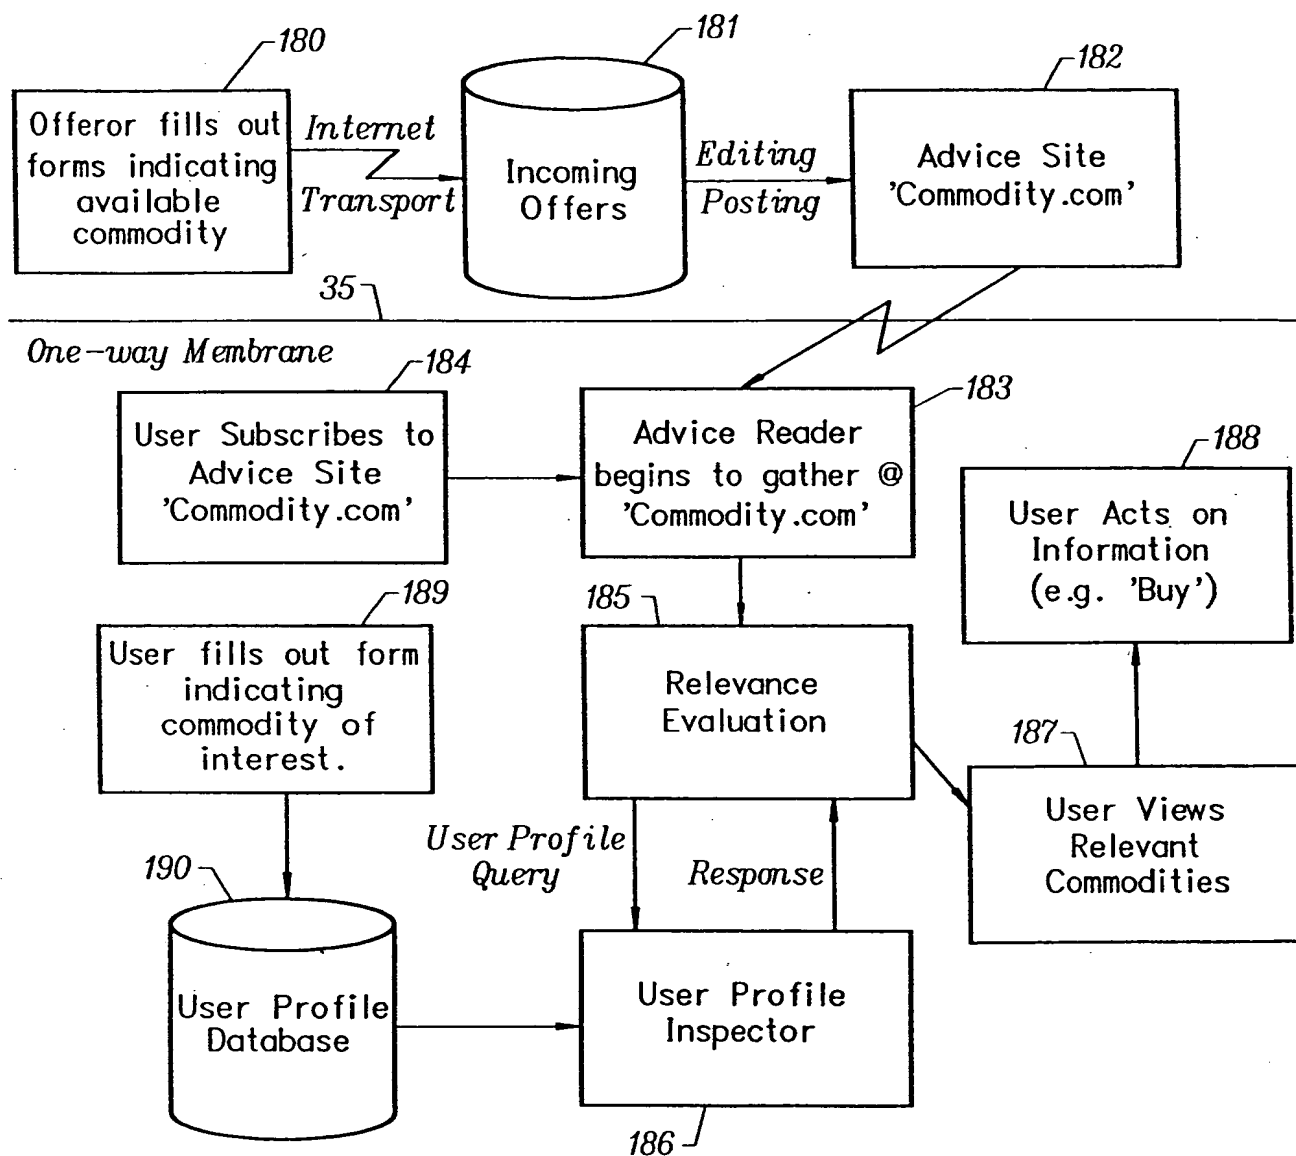 180
Offeror fills out
forms indicating
available
commodity
Internet
Transport
181
Incoming
Offers
Editing
Posting
182
Advice Site
'Commodity.com'
35
One-way Membrane
184
User Subscribes to
Advice Site
'Commodity.com'
183
Advice Reader
begins to gather @
'Commodity.com'
188
User Acts on
Information
(e.g. 'Buy')
189
User fills out form
indicating
commodity of
interest.
185
Relevance
Evaluation
187
User Views
Relevant
Commodities
User Profile
Query
Response
190
User Profile
Database
User Profile
Inspector
186